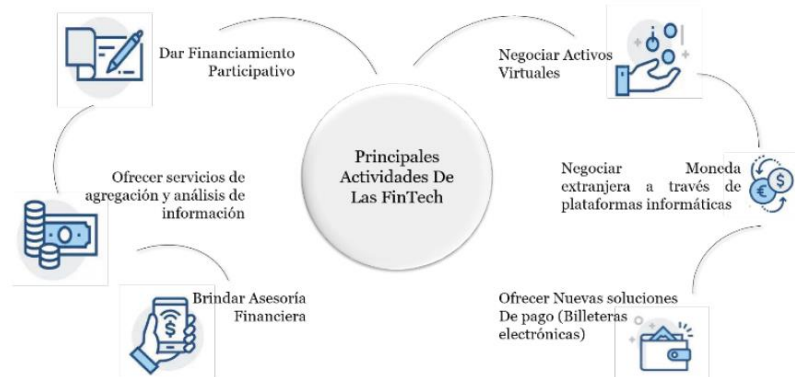 Dar Financiamiento
Participativo
Ofrecer servicios de
agregación y análisis de
información
Brindar Asesoría
Financiera
Principales
Actividades De
Las FinTech
Negociar Activos
Virtuales
Negociar Moneda
extranjera a través de
plataformas informáticas
Ofrecer Nuevas soluciones
De pago (Billeteras
electrónicas)